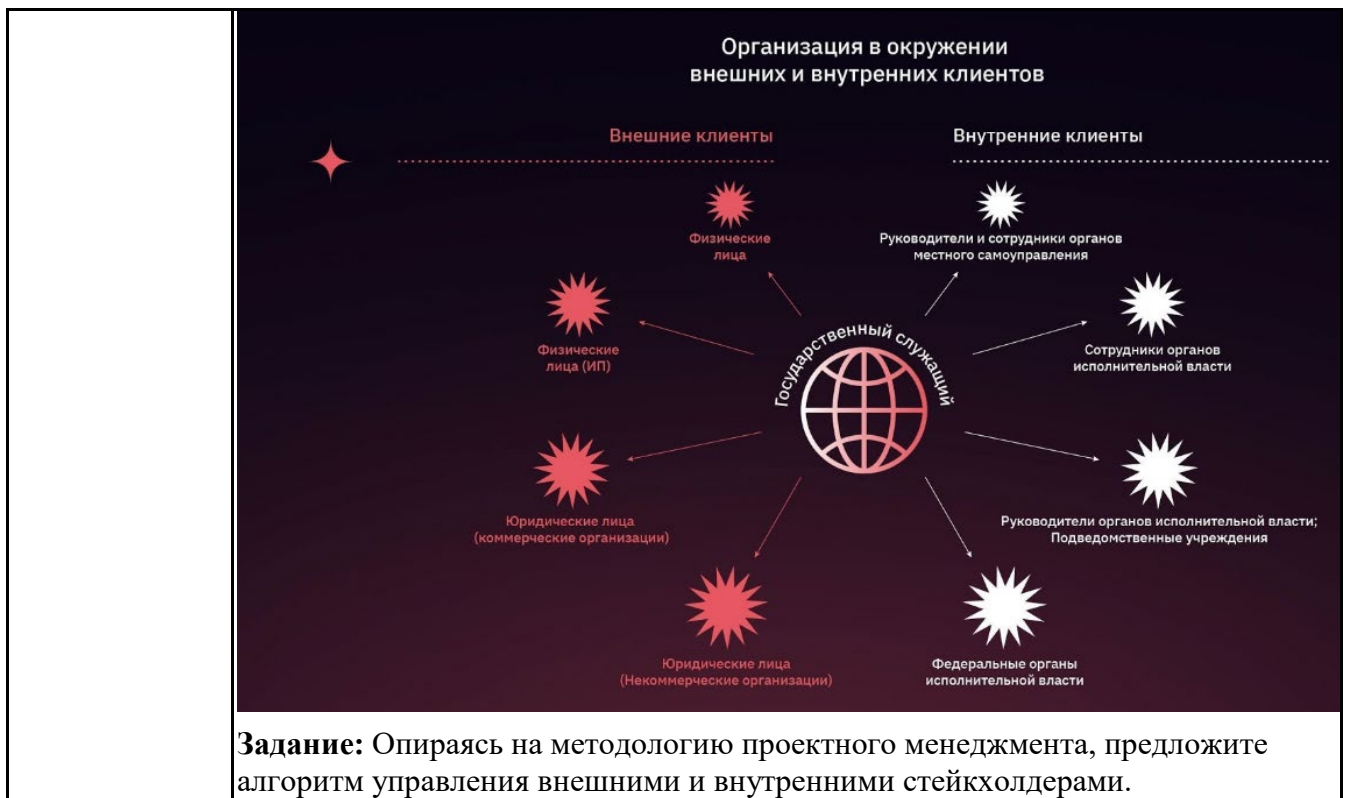 Организация в окружении
внешних и внутренних клиентов
Внешние клиенты
Внутренние клиенты
Физические
лица
Руководители и сотрудники органов
местного самоуправления
Физические
лица (ИП)
Государственный служащий
Сотрудники органов
исполнительной власти
Юридические лица
(коммерческие организации)
Руководители органов исполнительной власти;
Подведомственные учреждения
Юридические лица
(Некоммерческие организации)
Федеральные органы
исполнительной власти
Задание: Опираясь на методологию проектного менеджмента, предложите
алгоритм управления внешними и внутренними стейкхолдерами.